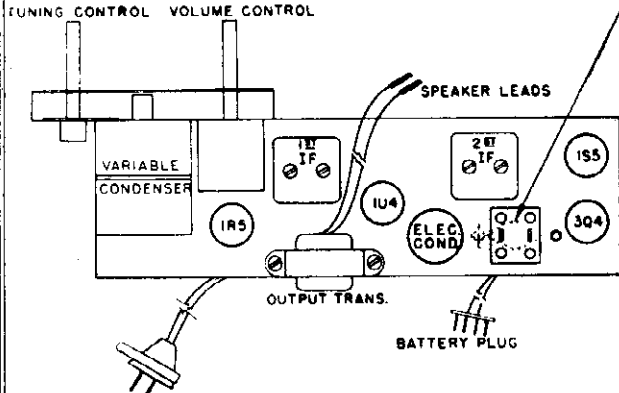 TUNING CONTROL VOLUME CONTROL
SPEAKER LEADS
1ST
IF
2ND
IF
1S5
VARIABLE
CONDENSER
1U4
1R5
ELEC.
COND.
3Q4
OUTPUT TRANS.
BATTERY PLUG